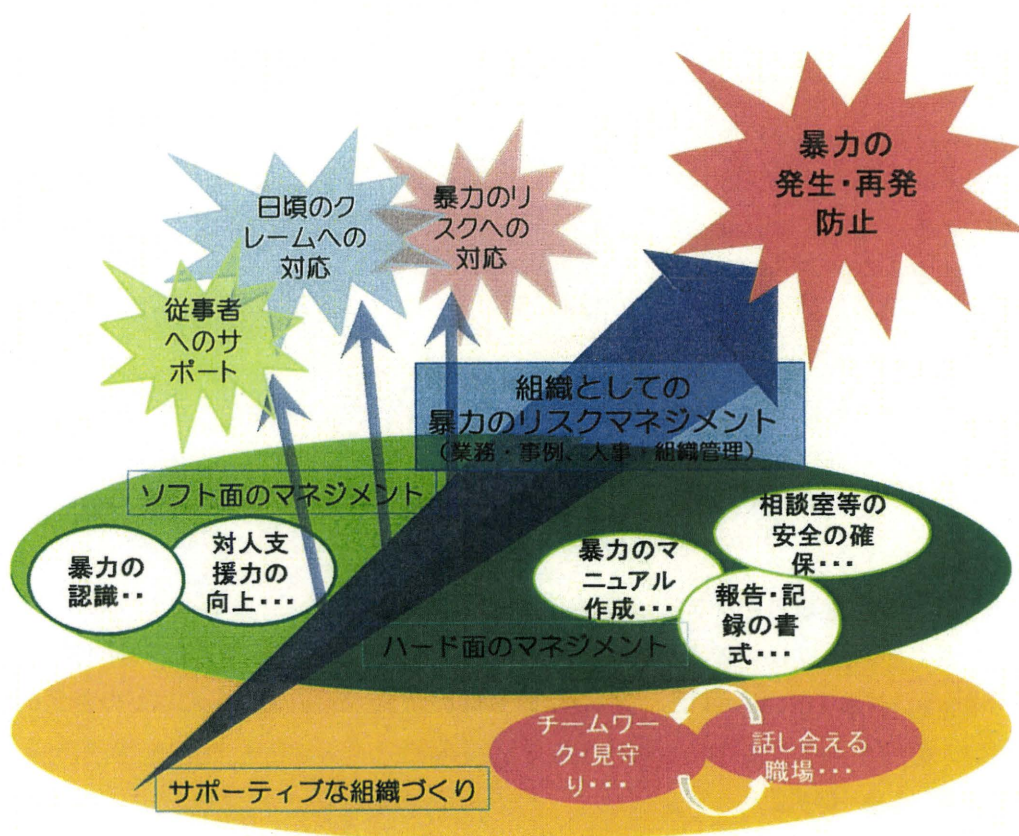 暴力の
発生・再発
防止
日頃のク
レームへの
対応
暴力のリ
スクへの
対応
従事者
へのサ
ポート
組織としての
暴力のリスクマネジメント
(業務・事例、人事・組織管理)
ソフト面のマネジメント
暴力の
認識・・
対人支
援力の
向上・・・
相談室等の
安全の確
保・・・
暴力のマ
ニュアル
作成・・・
報告・記
録の書
式・・・
ハード面のマネジメント
チームワー
ク・見守
り・・・
話し合える
職場・・・
サポーティブな組織づくり